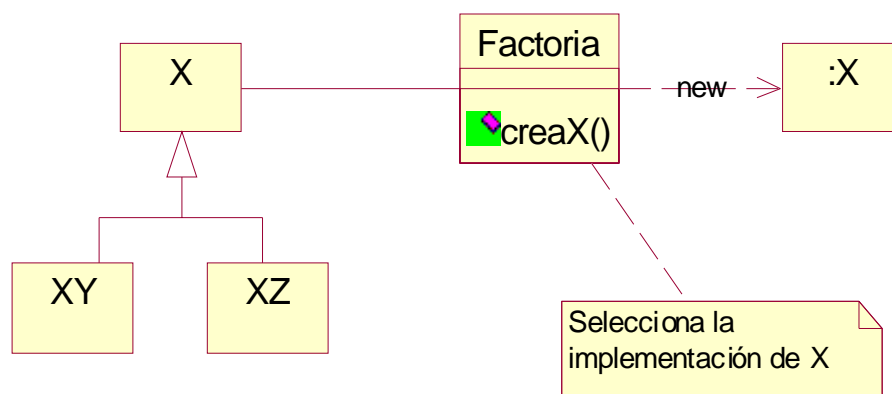 X
Factoria
creaX()
new
:X
XY
XZ
Selecciona la
implementación de X